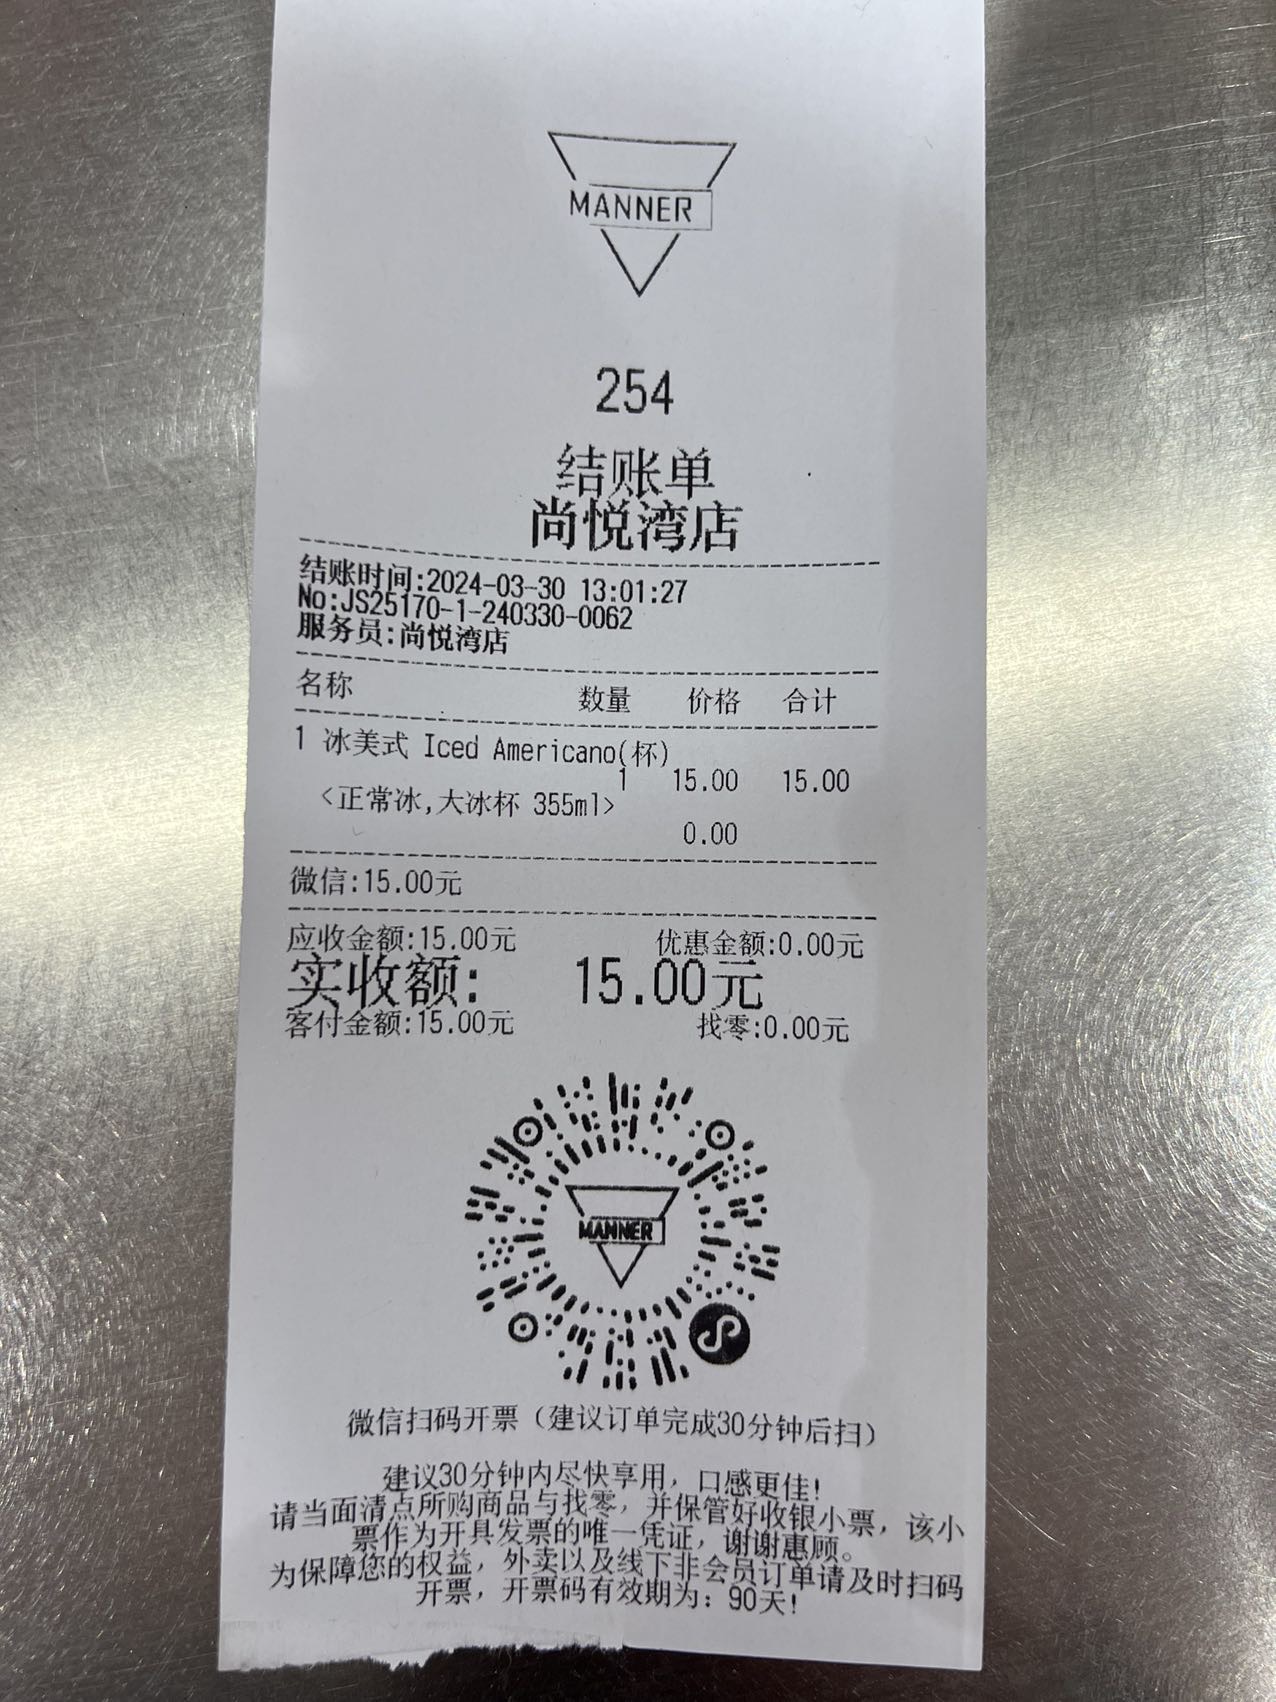 MANNER
254
结账单
尚悦湾店
结账时间:2024-03-30 13:01:27
No:JS25170-1-240330-0062
服务员:尚悦湾店
名称 数量 价格 合计
1 冰美式 Iced Americano(杯)
1 15.00 15.00
<正常冰,大冰杯 355ml>
0.00
微信:15.00元
应收金额:15.00元 优惠金额:0.00元
实收额: 15.00元
客付金额:15.00元 找零:0.00元
MANNER
微信扫码开票（建议订单完成30分钟后扫）
建议30分钟内尽快享用，口感更佳!
请当面清点所购商品与找零，并保管好收银小票，该小
票作为开具发票的唯一凭证，谢谢惠顾。
为保障您的权益，外卖以及线下非会员订单请及时扫码
开票，开票码有效期为：90天!